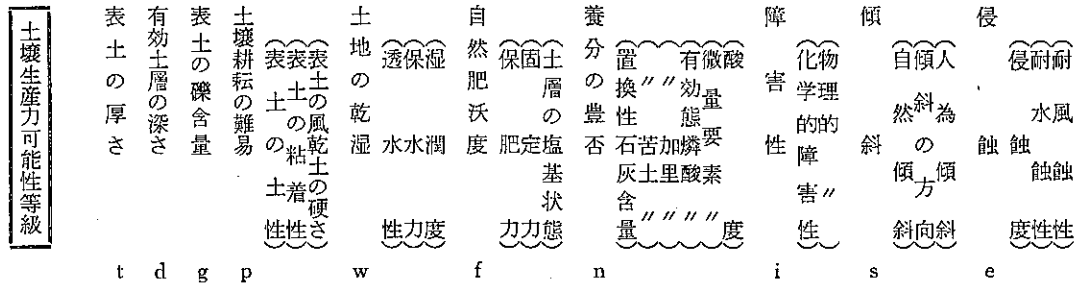 土壌生産力可能性等級
表土の厚さ t
有効土層の深さ d
表土の礫含量 g
土壌耕耘の難易 p
(表土の土性)
(表土の粘着性)
(表土の風乾土の硬さ)
土地の乾湿 w
(透水性)
(保水力)
(湿潤度)
自然肥沃度 f
(保肥力)
(固定力)
(土層の塩基状態)
養分の豊否 n
(置換性石灰含量)
(〃苦土〃)
(〃加里〃)
(有効態燐酸〃)
(微量要素〃)
(酸度)
障害性 i
(化学的障害性)
(物理的〃)
傾斜 s
(自然傾斜)
(傾斜の方向)
(人為傾斜)
侵蝕 e
(侵蝕度)
(耐水蝕性)
(耐風蝕性)